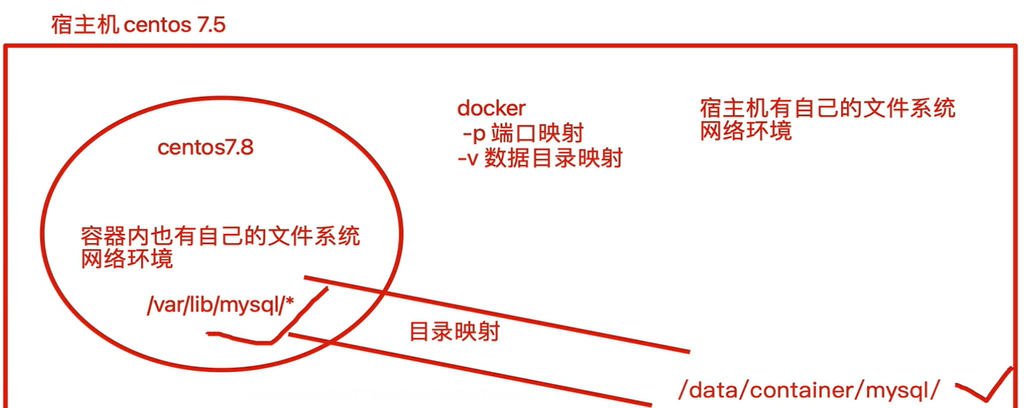 宿主机 centos 7.5
docker
-p 端口映射
-v 数据目录映射
宿主机有自己的文件系统
网络环境
centos7.8
容器内也有自己的文件系统
网络环境
/var/lib/mysql/*
目录映射
/data/container/mysql/